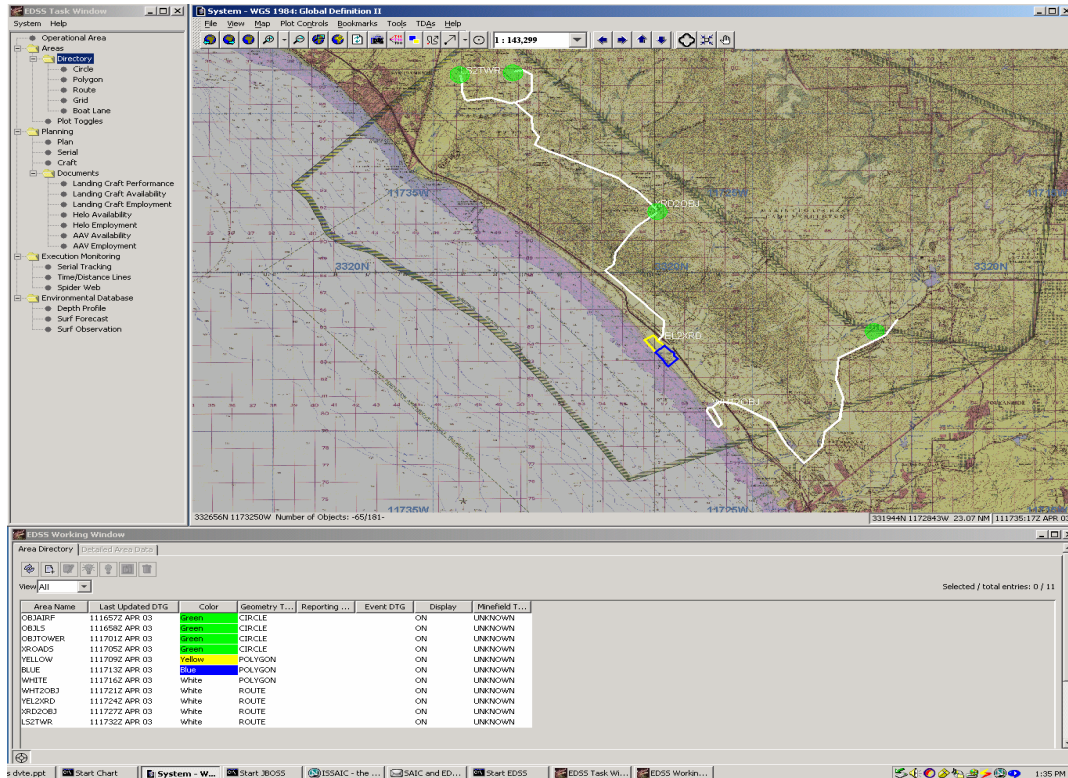 EDSS Task Window
System Help
Operational Area
Areas
Directory
Circle
Polygon
Route
Grid
Boat Lane
Plot Toggles
Planning
Plan
Serial
Craft
Documents
Landing Craft Performance
Landing Craft Availability
Landing Craft Employment
Helo Availability
Helo Employment
AAV Availability
AAV Employment
Execution Monitoring
Serial Tracking
Time/Distance Lines
Spider Web
Environmental Database
Depth Profile
Surf Forecast
Surf Observation
System - WGS 1984: Global Definition II
File View Map Plot Controls Bookmarks Tools TDAs Help
1 : 143,299
LS2TWR
11735W
XRD2OBJ
3320N
3320N
YEL2XRD
11735W
332656N 1173250W Number of Objects: -65/181-
331944N 1172843W 23.07 NM 111735:17Z APR 03
EDSS Working Window
Area Directory Detailed Area Data
View All
Selected / total entries: 0 / 11
Area Name Last Updated DTG Color Geometry T... Reporting ... Event DTG Display Minefield T...
OBJAIRF 111657Z APR 03 Green CIRCLE ON UNKNOWN
OBJLS 111658Z APR 03 Green CIRCLE ON UNKNOWN
OBJTOWER 111701Z APR 03 Green CIRCLE ON UNKNOWN
XROADS 111705Z APR 03 Green CIRCLE ON UNKNOWN
YELLOW 111709Z APR 03 Yellow POLYGON ON UNKNOWN
BLUE 111713Z APR 03 Blue POLYGON ON UNKNOWN
WHITE 111716Z APR 03 White POLYGON ON UNKNOWN
WHT2OBJ 111721Z APR 03 White ROUTE ON UNKNOWN
YEL2XRD 111724Z APR 03 White ROUTE ON UNKNOWN
XRD2OBJ 111727Z APR 03 White ROUTE ON UNKNOWN
LS2TWR 111732Z APR 03 White ROUTE ON UNKNOWN
s dvte.ppt Start Chart System - W... Start JBOSS ISSAIC - the ... SAIC and ED... Start EDSS EDSS Task Wi... EDSS Workin... 1:35 PM